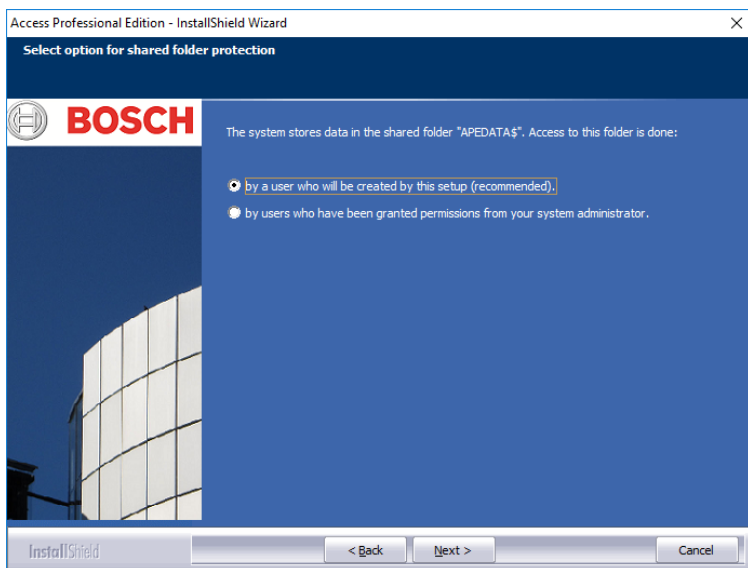 Access Professional Edition - InstallShield Wizard
Select option for shared folder protection
BOSCH
The system stores data in the shared folder "APEDATA$". Access to this folder is done:
by a user who will be created by this setup (recommended).
by users who have been granted permissions from your system administrator.
InstallShield
< Back
Next >
Cancel